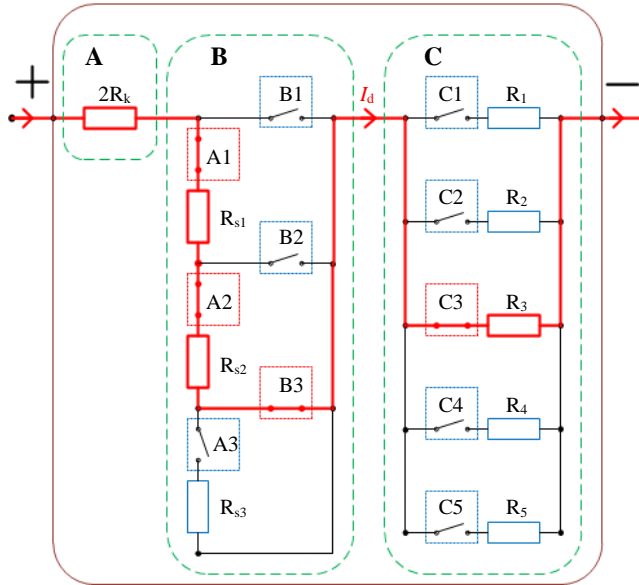 A
B
C
+
−
2Rₖ
B1
I_d
C1
R₁
A1
Rₛ₁
B2
C2
R₂
A2
C3
R₃
Rₛ₂
B3
A3
C4
R₄
Rₛ₃
C5
R₅